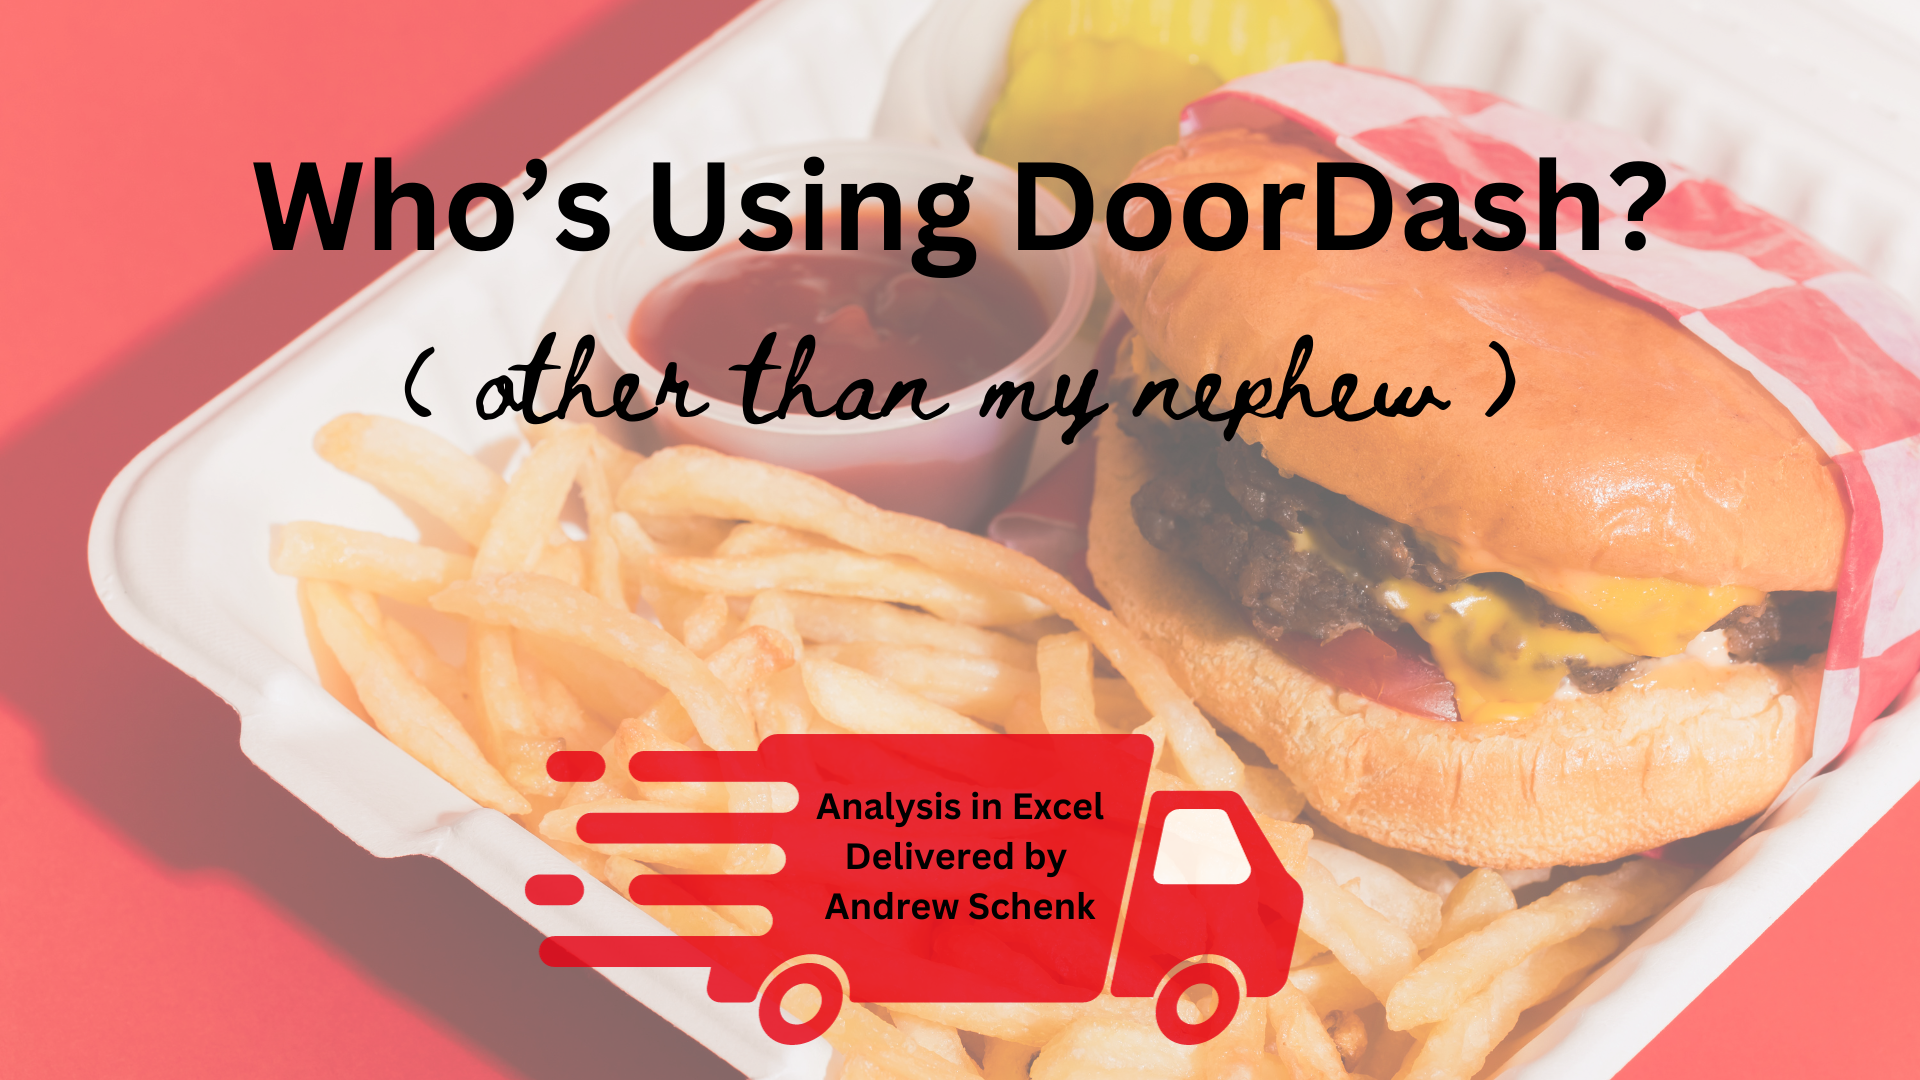 Who’s Using DoorDash?
( other than my nephew )
Analysis in Excel
Delivered by
Andrew Schenk